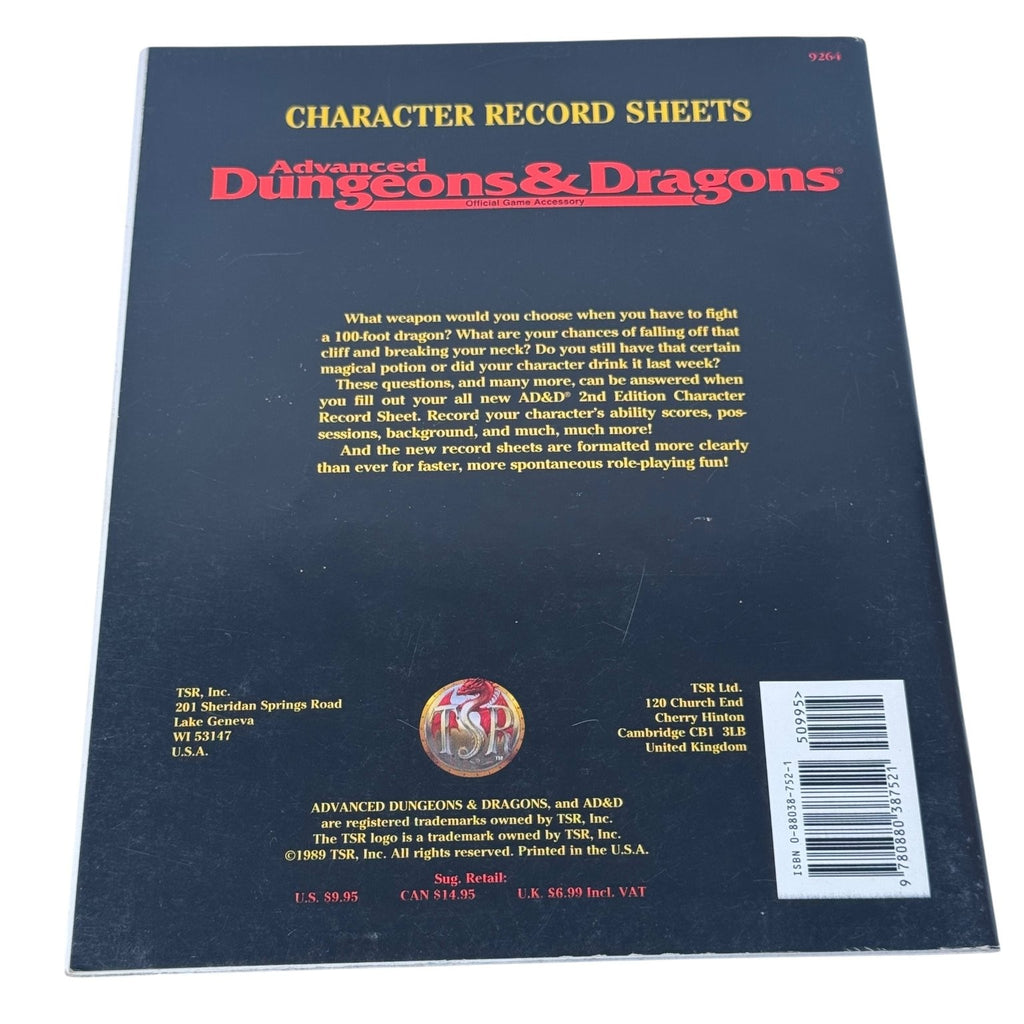 9264
CHARACTER RECORD SHEETS
Advanced
Dungeons & Dragons®
Official Game Accessory
What weapon would you choose when you have to fight
a 100-foot dragon? What are your chances of falling off that
cliff and breaking your neck? Do you still have that certain
magical potion or did your character drink it last week?
These questions, and many more, can be answered when
you fill out your all new AD&D® 2nd Edition Character
Record Sheet. Record your character's ability scores, pos-
sessions, background, and much, much more!
And the new record sheets are formatted more clearly
than ever for faster, more spontaneous role-playing fun!
TSR, Inc.
201 Sheridan Springs Road
Lake Geneva
WI 53147
U.S.A.
TSR
TM
TSR Ltd.
120 Church End
Cherry Hinton
Cambridge CB1 3LB
United Kingdom
50995>
ISBN 0-88038-752-1
9 780880 387521
ADVANCED DUNGEONS & DRAGONS, and AD&D
are registered trademarks owned by TSR, Inc.
The TSR logo is a trademark owned by TSR, Inc.
©1989 TSR, Inc. All rights reserved. Printed in the U.S.A.
Sug. Retail:
U.S. $9.95 CAN $14.95 U.K. £6.99 Incl. VAT